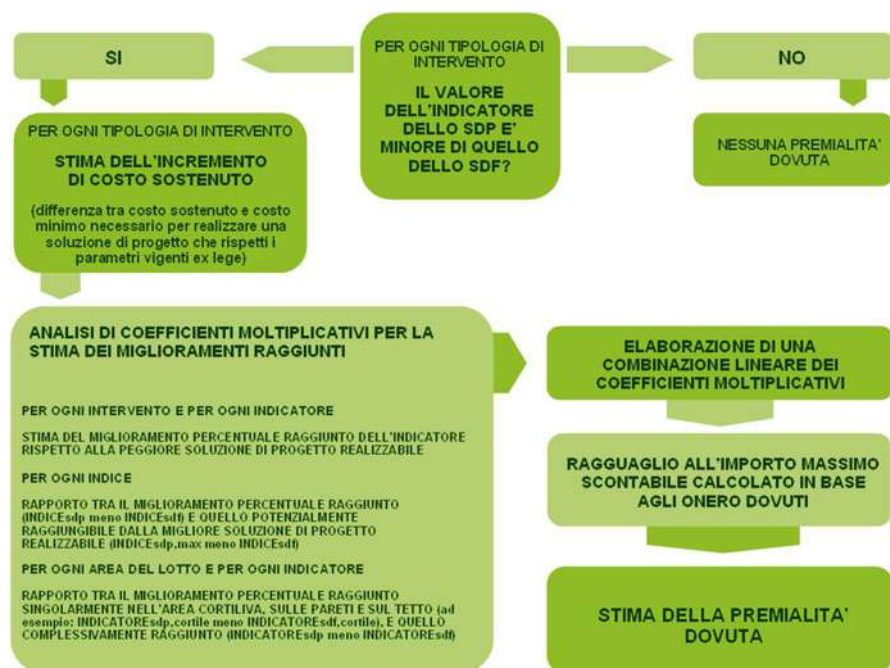 SI
PER OGNI TIPOLOGIA DI
INTERVENTO
IL VALORE
DELL'INDICATORE
DELLO SDP E'
MINORE DI QUELLO
DELLO SDF?
NO
PER OGNI TIPOLOGIA DI INTERVENTO
STIMA DELL'INCREMENTO
DI COSTO SOSTENUTO
(differenza tra costo sostenuto e costo
minimo necessario per realizzare una
soluzione di progetto che rispetti i
parametri vigenti ex lege)
NESSUNA PREMIALITA'
DOVUTA
ANALISI DI COEFFICIENTI MOLTIPLICATIVI PER LA
STIMA DEI MIGLIORAMENTI RAGGIUNTI
PER OGNI INTERVENTO E PER OGNI INDICATORE
STIMA DEL MIGLIORAMENTO PERCENTUALE RAGGIUNTO DELL'INDICATORE
RISPETTO ALLA PEGGIORE SOLUZIONE DI PROGETTO REALIZZABILE
PER OGNI INDICE
RAPPORTO TRA IL MIGLIORAMENTO PERCENTUALE RAGGIUNTO
(INDICEsdp meno INDICEsdf) E QUELLO POTENZIALMENTE
RAGGIUNGIBILE DALLA MIGLIORE SOLUZIONE DI PROGETTO
REALIZZABILE (INDICEsdp,max meno INDICEsdf)
PER OGNI AREA DEL LOTTO E PER OGNI INDICATORE
RAPPORTO TRA IL MIGLIORAMENTO PERCENTUALE RAGGIUNTO
SINGOLARMENTE NELL'AREA CORTILIVA, SULLE PARETI E SUL TETTO (ad
esempio: INDICATOREsdp,cortile meno INDICATOREsdf,cortile), E QUELLO
COMPLESSIVAMENTE RAGGIUNTO (INDICATOREsdp meno INDICATOREsdf)
ELABORAZIONE DI UNA
COMBINAZIONE LINEARE DEI
COEFFICIENTI MOLTIPLICATIVI
RAGGUAGLIO ALL'IMPORTO MASSIMO
SCONTABILE CALCOLATO IN BASE
AGLI ONERO DOVUTI
STIMA DELLA PREMIALITA'
DOVUTA